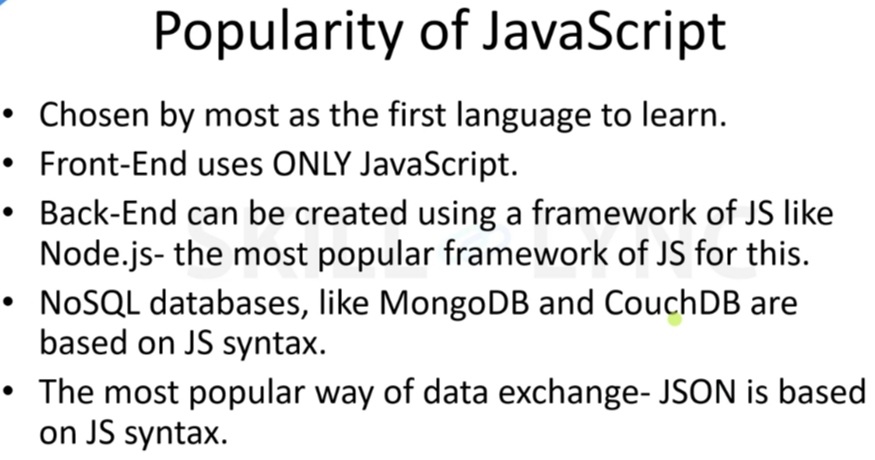 Popularity of JavaScript
• Chosen by most as the first language to learn.
• Front-End uses ONLY JavaScript.
• Back-End can be created using a framework of JS like
Node.js- the most popular framework of JS for this.
• NoSQL databases, like MongoDB and CouchDB are
based on JS syntax.
• The most popular way of data exchange- JSON is based
on JS syntax.
SKILL LYNC